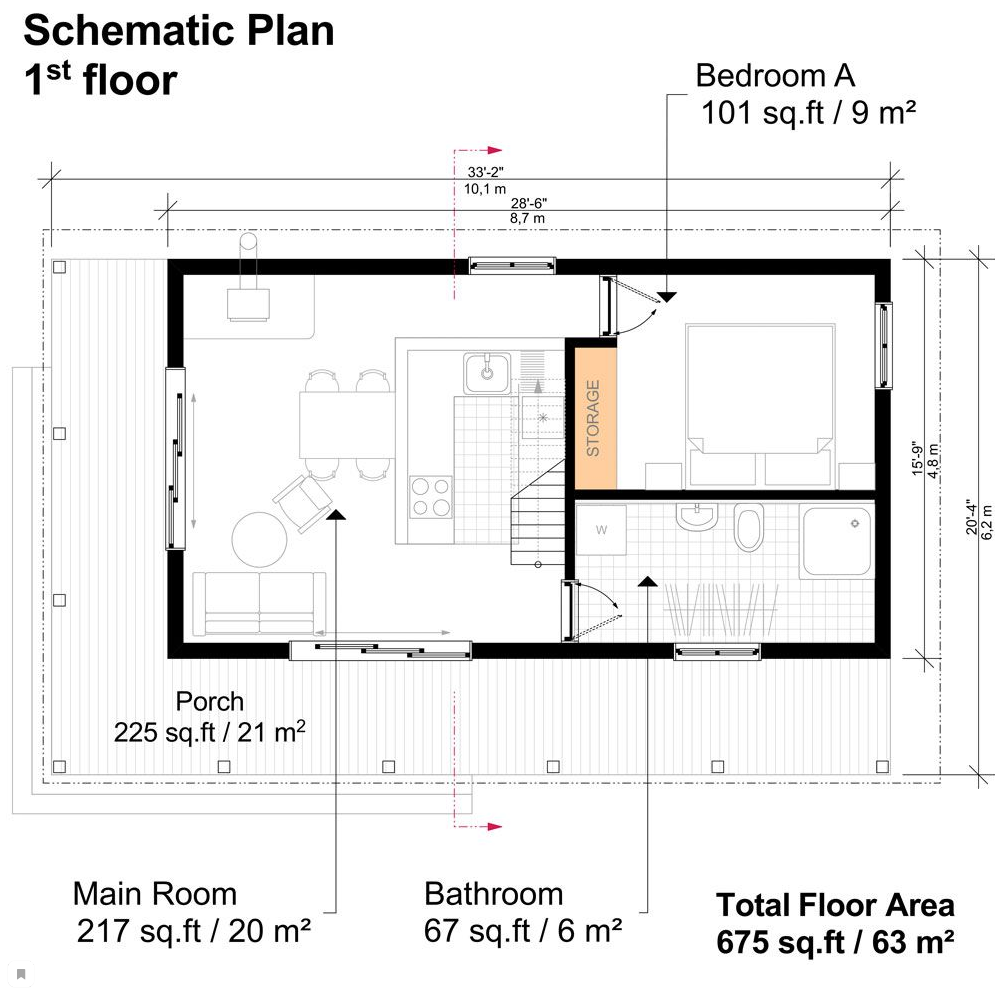 Schematic Plan
1st floor
Bedroom A
101 sq.ft / 9 m²
33'-2"
10,1 m
28'-6"
8,7 m
STORAGE
15'-9"
4,8 m
20'-4"
6,2 m
W
Porch
225 sq.ft / 21 m²
Main Room
217 sq.ft / 20 m²
Bathroom
67 sq.ft / 6 m²
Total Floor Area
675 sq.ft / 63 m²